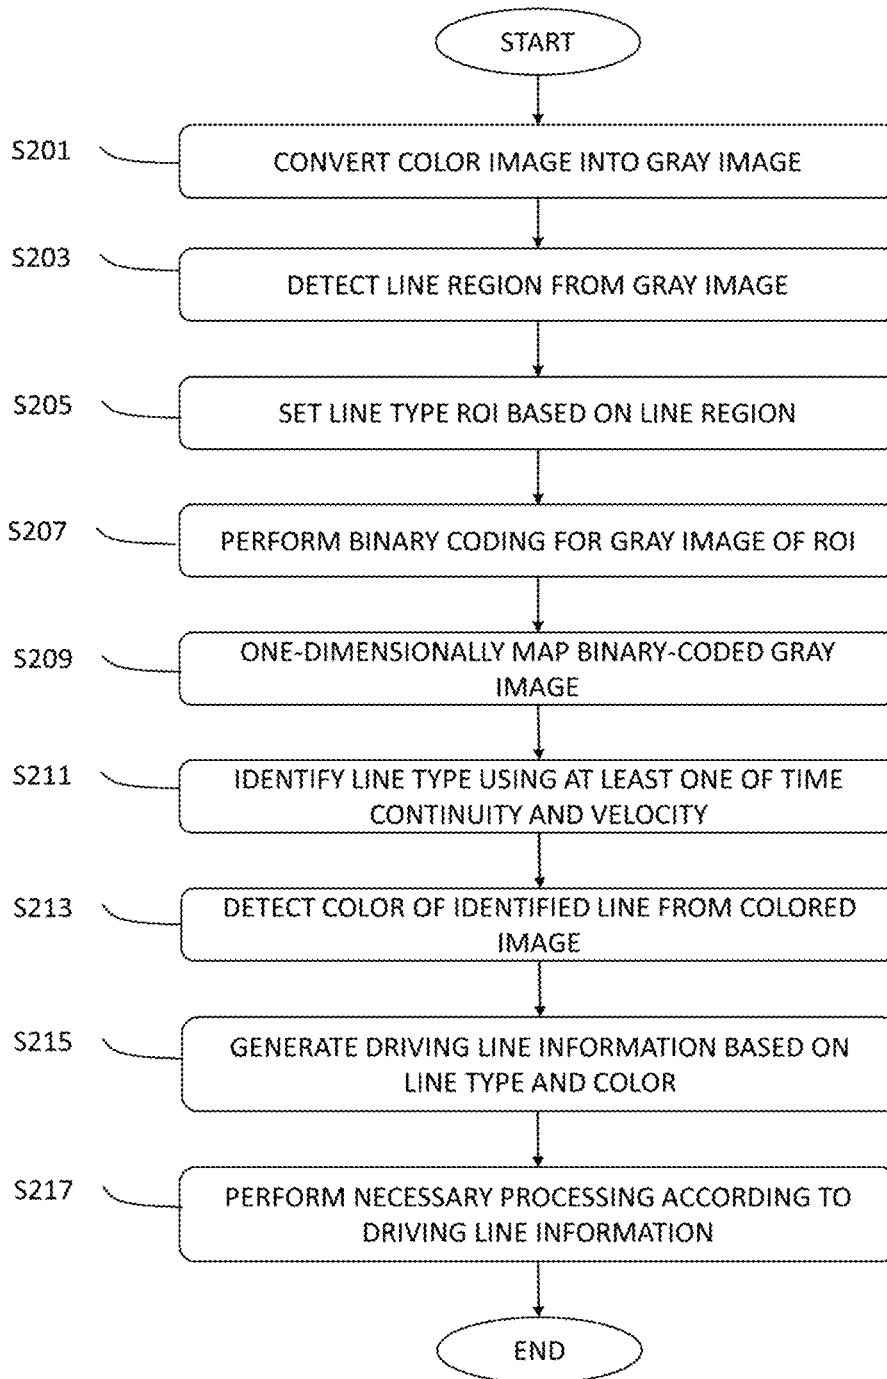 START
S201
CONVERT COLOR IMAGE INTO GRAY IMAGE
S203
DETECT LINE REGION FROM GRAY IMAGE
S205
SET LINE TYPE ROI BASED ON LINE REGION
S207
PERFORM BINARY CODING FOR GRAY IMAGE OF ROI
S209
ONE-DIMENSIONALLY MAP BINARY-CODED GRAY
IMAGE
S211
IDENTIFY LINE TYPE USING AT LEAST ONE OF TIME
CONTINUITY AND VELOCITY
S213
DETECT COLOR OF IDENTIFIED LINE FROM COLORED
IMAGE
S215
GENERATE DRIVING LINE INFORMATION BASED ON
LINE TYPE AND COLOR
S217
PERFORM NECESSARY PROCESSING ACCORDING TO
DRIVING LINE INFORMATION
END